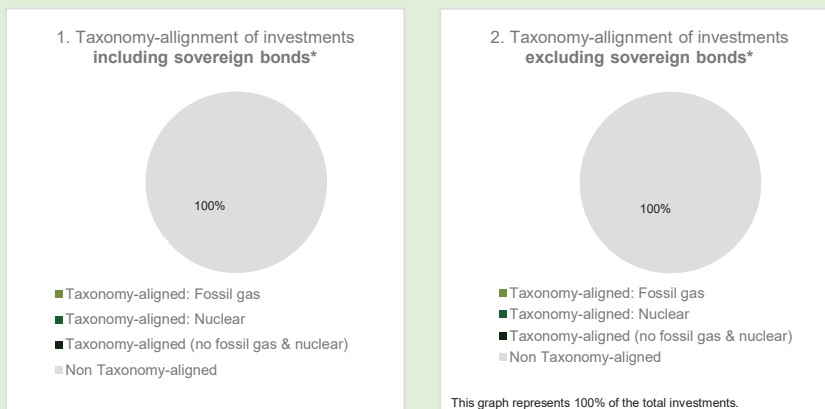 1. Taxonomy-allignment of investments
including sovereign bonds*
100%
Taxonomy-aligned: Fossil gas
Taxonomy-aligned: Nuclear
Taxonomy-aligned (no fossil gas & nuclear)
Non Taxonomy-aligned
2. Taxonomy-allignment of investments
excluding sovereign bonds*
100%
Taxonomy-aligned: Fossil gas
Taxonomy-aligned: Nuclear
Taxonomy-aligned (no fossil gas & nuclear)
Non Taxonomy-aligned
This graph represents 100% of the total investments.